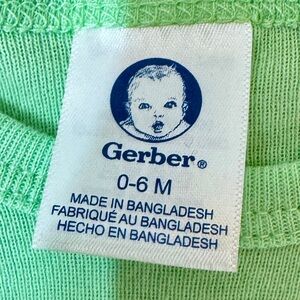 Gerber®
0-6 M
MADE IN BANGLADESH
FABRIQUÉ AU BANGLADESH
HECHO EN BANGLADESH